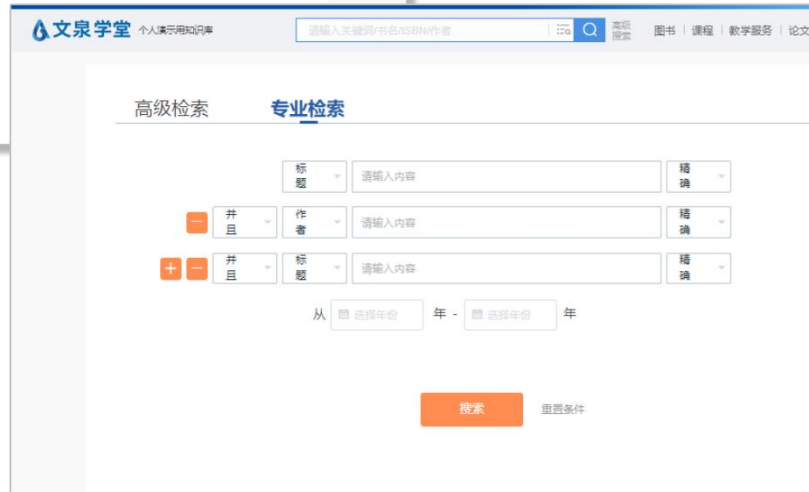 文泉学堂 个人演示用知识库 请输入关键词/书名/ISBN/作者 高级搜索 图书 课程 教学服务 论文
高级检索 专业检索
标题 请输入内容 精确
并且 作者 请输入内容 精确
并且 标题 请输入内容 精确
从 选择年份 年 - 选择年份 年
搜索 重置条件